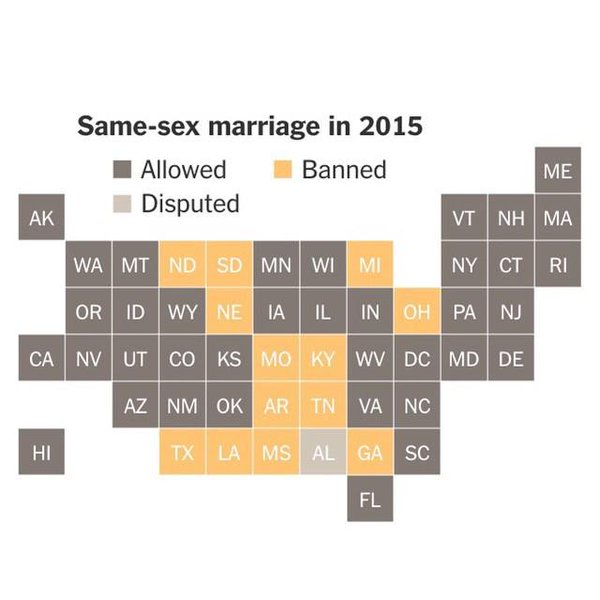 Same-sex marriage in 2015
Allowed Banned
Disputed
ME
AK VT NH MA
WA MT ND SD MN WI MI NY CT RI
OR ID WY NE IA IL IN OH PA NJ
CA NV UT CO KS MO KY WV DC MD DE
AZ NM OK AR TN VA NC
HI TX LA MS AL GA SC
FL